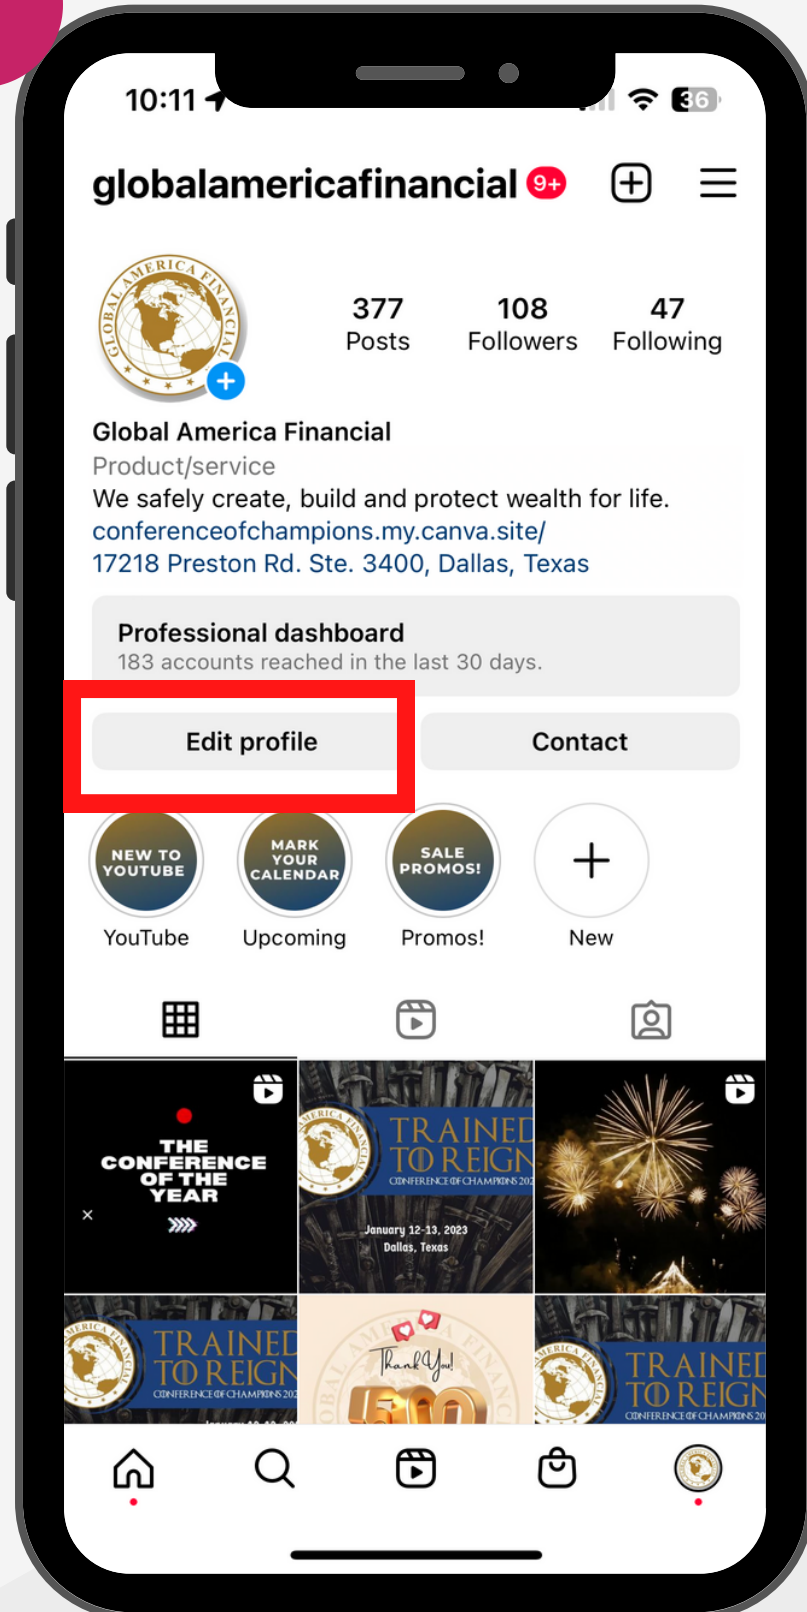 10:11
36
globalamericafinancial 9+
GLOBAL AMERICA FINANCIAL
377
Posts
108
Followers
47
Following
Global America Financial
Product/service
We safely create, build and protect wealth for life.
conferenceofchampions.my.canva.site/
17218 Preston Rd. Ste. 3400, Dallas, Texas
Professional dashboard
183 accounts reached in the last 30 days.
Edit profile
Contact
NEW TO
YOUTUBE
MARK
YOUR
CALENDAR
SALE
PROMOS!
YouTube
Upcoming
Promos!
New
THE
CONFERENCE
OF THE
YEAR
TRAINED
TO REIGN
CONFERENCE OF CHAMPIONS 202
January 12-13, 2023
Dallas, Texas
TRAINED
TO REIGN
CONFERENCE OF CHAMPIONS 202
Thank You!
500
TRAINED
TO REIGN
CONFERENCE OF CHAMPIONS 20